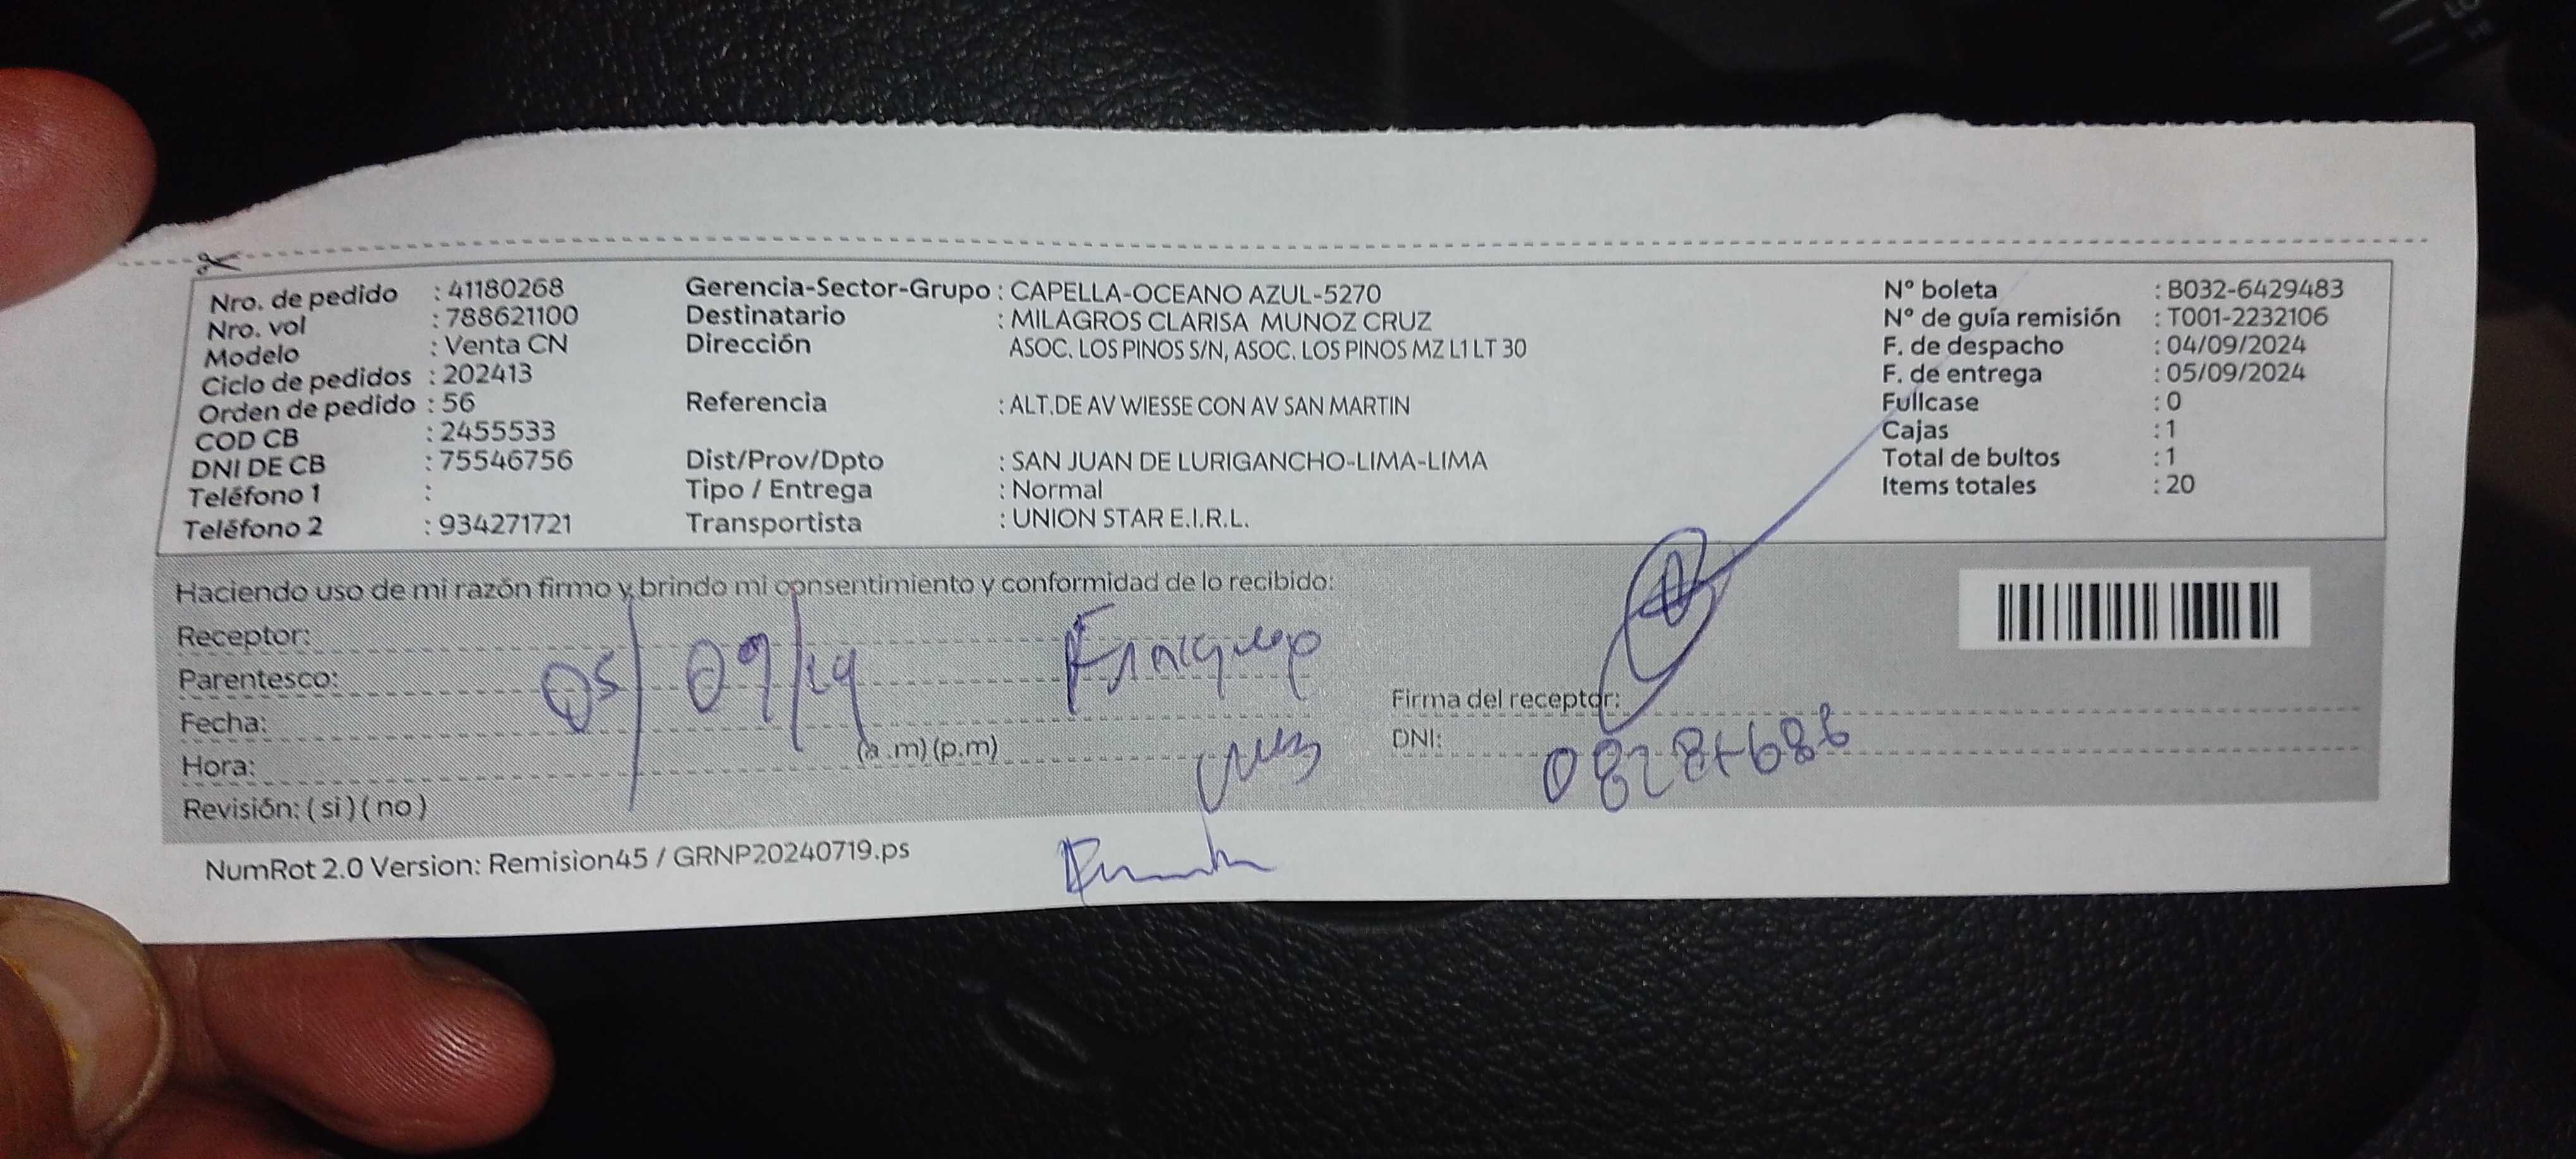 Nro. de pedido : 41180268
Nro. vol : 788621100
Modelo : Venta CN
Ciclo de pedidos : 202413
Orden de pedido : 56
COD CB : 2455533
DNI DE CB : 75546756
Teléfono 1 :
Teléfono 2 : 934271721
Gerencia-Sector-Grupo : CAPELLA-OCEANO AZUL-5270
Destinatario : MILAGROS CLARISA MUNOZ CRUZ
Dirección ASOC. LOS PINOS S/N, ASOC. LOS PINOS MZ L1 LT 30
Referencia : ALT.DE AV WIESSE CON AV SAN MARTIN
Dist/Prov/Dpto : SAN JUAN DE LURIGANCHO-LIMA-LIMA
Tipo / Entrega : Normal
Transportista : UNION STAR E.I.R.L.
Nº boleta : B032-6429483
Nº de guía remisión : T001-2232106
F. de despacho : 04/09/2024
F. de entrega : 05/09/2024
Fullcase : 0
Cajas : 1
Total de bultos : 1
Items totales : 20
Haciendo uso de mi razón firmo y brindo mi consentimiento y conformidad de lo recibido:
Receptor:
Parentesco:
Fecha: 05/09/24
Hora: (a.m)(p.m)
Revisión: ( si ) ( no )
Firma del receptor:
DNI:
NumRot 2.0 Version: Remision45 / GRNP20240719.ps